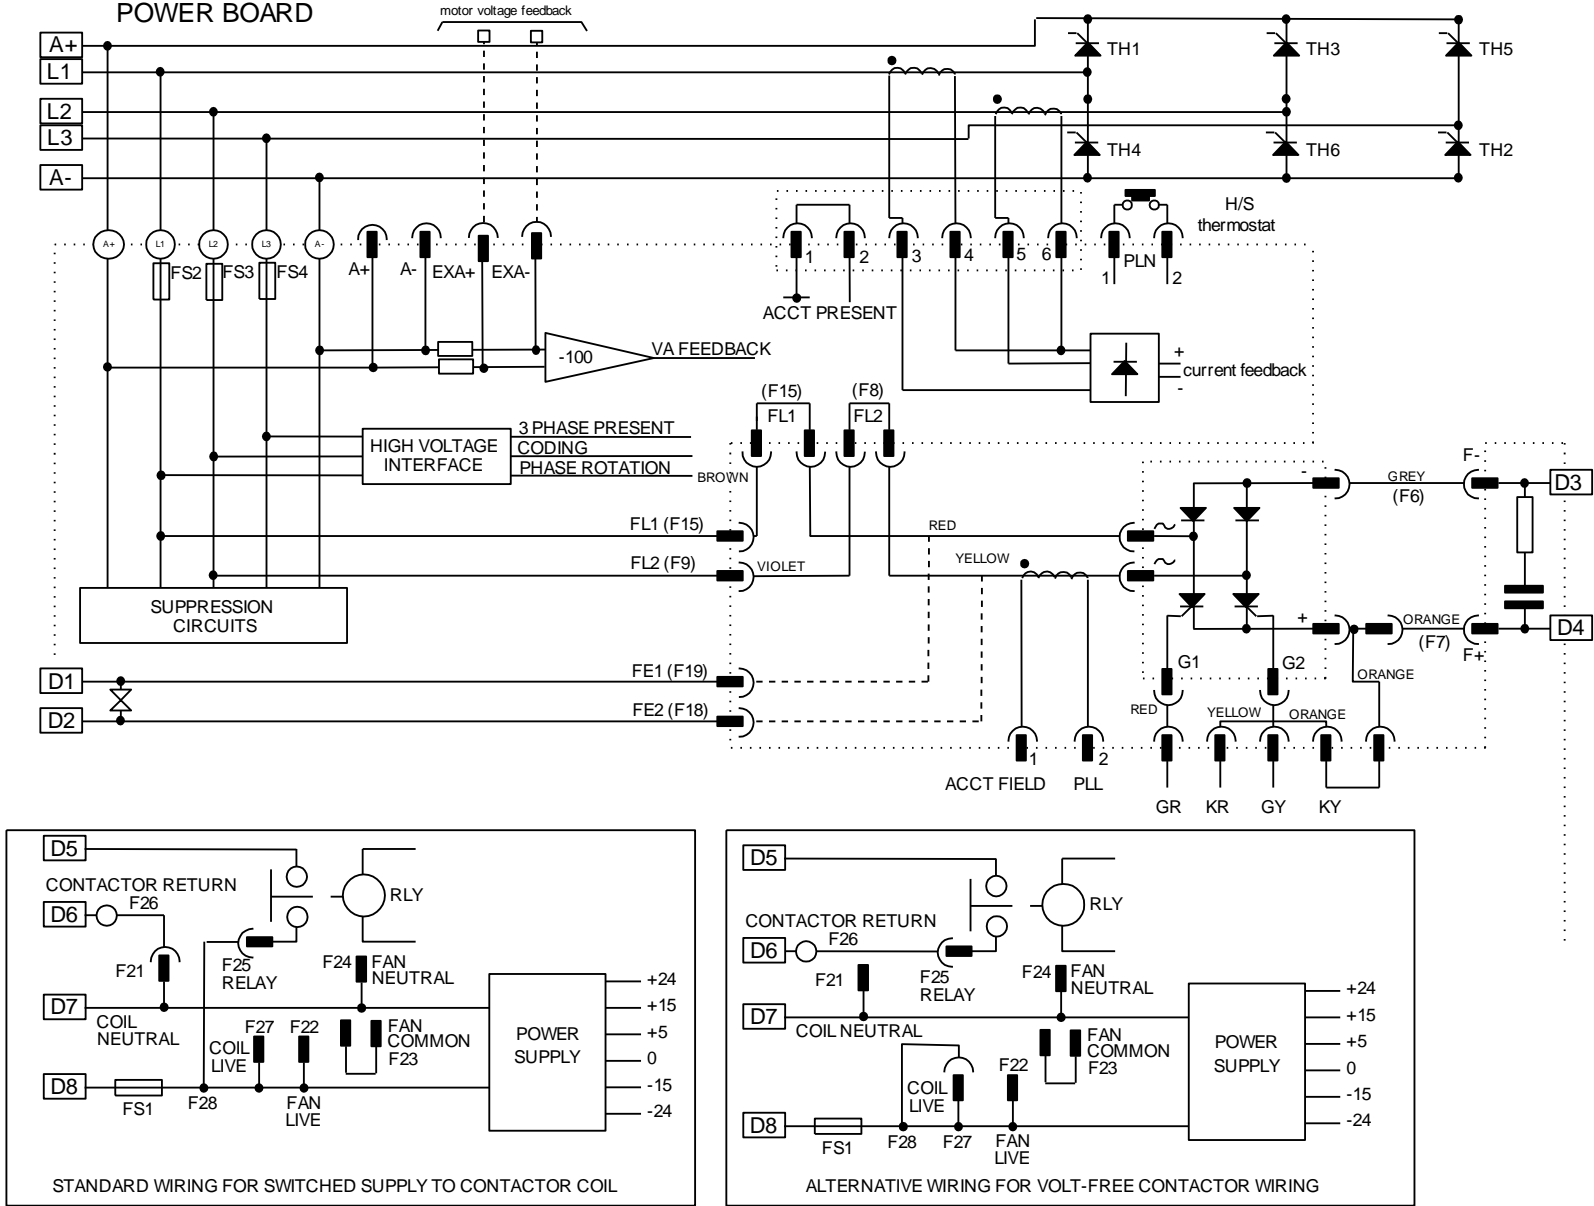 POWER BOARD
motor voltage feedback
A+
L1
L2
L3
A-
TH1
TH3
TH5
TH4
TH6
TH2
H/S
thermostat
A+
L1
L2
L3
A-
FS2
FS3
FS4
A+
A-
EXA+
EXA-
1
2
3
4
5
6
1
PLN
2
ACCT PRESENT
-100
VA FEEDBACK
+
current feedback
-
(F15)
FL1
(F8)
FL2
HIGH VOLTAGE
INTERFACE
3 PHASE PRESENT
CODING
PHASE ROTATION
BROWN
FL1 (F15)
RED
FL2 (F9)
VIOLET
YELLOW
-
GREY
(F6)
F-
D3
SUPPRESSION
CIRCUITS
+
ORANGE
(F7)
F+
D4
D1
FE1 (F19)
G1
G2
ORANGE
D2
FE2 (F18)
RED
YELLOW
ORANGE
1
2
ACCT FIELD
PLL
GR
KR
GY
KY
D5
CONTACTOR RETURN
D6
F26
RLY
F21
F25
RELAY
F24
FAN
NEUTRAL
D7
COIL
NEUTRAL
F27
F22
COIL
LIVE
FAN
COMMON
F23
POWER
SUPPLY
+24
+15
+5
0
-15
-24
D8
FS1
F28
FAN
LIVE
STANDARD WIRING FOR SWITCHED SUPPLY TO CONTACTOR COIL
D5
CONTACTOR RETURN
D6
F26
RLY
F21
F25
RELAY
F24
FAN
NEUTRAL
D7
COIL NEUTRAL
FAN
COMMON
F23
F22
COIL
LIVE
POWER
SUPPLY
+24
+15
+5
0
-15
-24
D8
FS1
F28
F27
FAN
LIVE
ALTERNATIVE WIRING FOR VOLT-FREE CONTACTOR WIRING